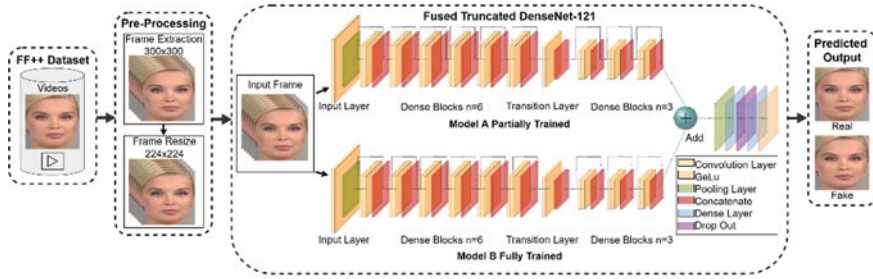 FF++ Dataset
Videos
Pre-Processing
Frame Extraction
300x300
Frame Resize
224x224
Fused Truncated DenseNet-121
Input Frame
Input Layer
Dense Blocks n=6
Transition Layer
Dense Blocks n=3
Model A Partially Trained
Input Layer
Dense Blocks n=6
Transition Layer
Dense Blocks n=3
Model B Fully Trained
Add
Convolution Layer
GeLu
Pooling Layer
Concatenate
Dense Layer
Drop Out
Predicted
Output
Real
Fake